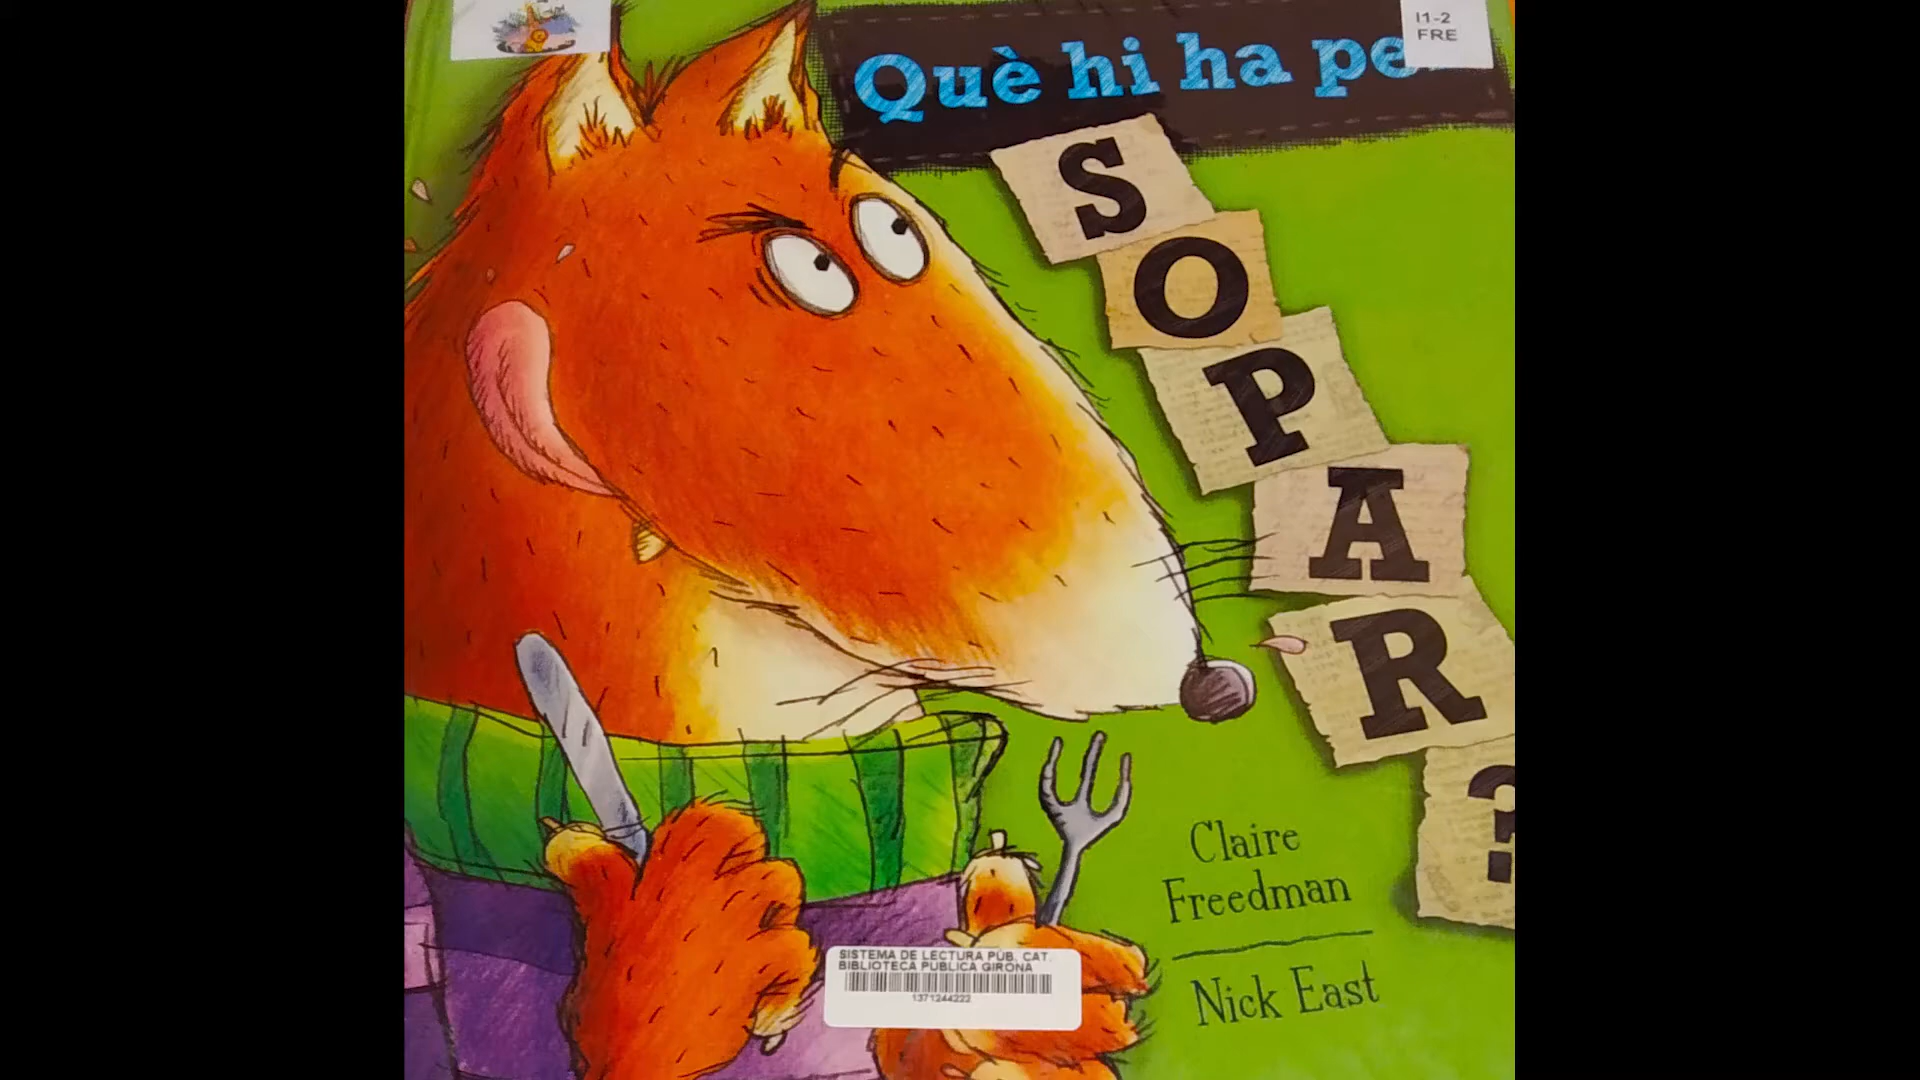 Què hi ha pe
I1-2
FRE
SOPAR?
Claire
Freedman
Nick East
SISTEMA DE LECTURA PÚB. CAT.
BIBLIOTECA PUBLICA GIRONA
1371244222